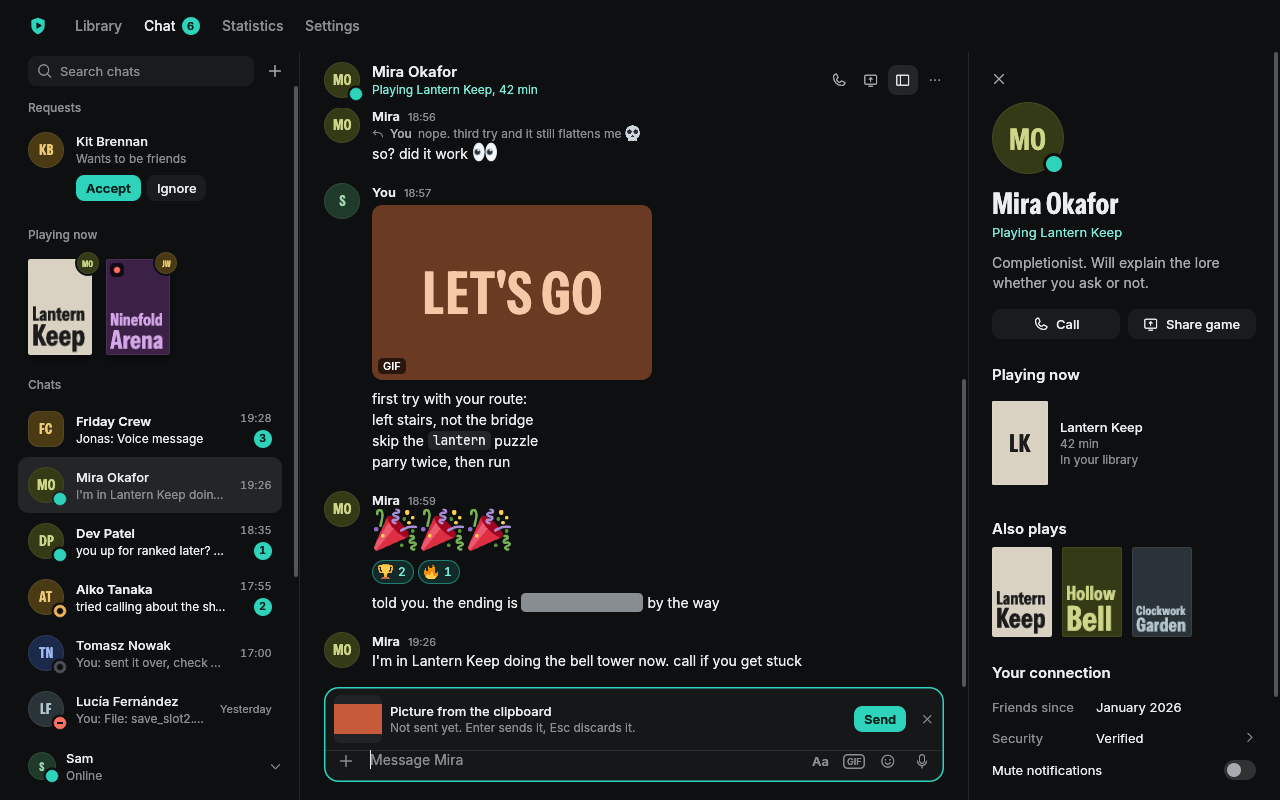 Library
Chat 6
Statistics
Settings
Search chats
Requests
KB
Kit Brennan
Wants to be friends
Accept
Ignore
Playing now
MO
Lantern
Keep
JW
Ninefold
Arena
Chats
FC
Friday Crew
19:28
Jonas: Voice message
3
MO
Mira Okafor
19:26
I'm in Lantern Keep doin...
DP
Dev Patel
18:35
you up for ranked later? ...
1
AT
Aiko Tanaka
17:55
tried calling about the sh...
2
TN
Tomasz Nowak
17:00
You: sent it over, check ...
LF
Lucía Fernández
Yesterday
You: File: save_slot2....
S
Sam
Online
MO
Mira Okafor
Playing Lantern Keep, 42 min
MO
Mira 18:56
You nope. third try and it still flattens me 💀
so? did it work 👀
S
You 18:57
LET'S GO
GIF
first try with your route:
left stairs, not the bridge
skip the lantern puzzle
parry twice, then run
MO
Mira 18:59
🎉🎉🎉
🏆 2 🔥 1
told you. the ending is by the way
MO
Mira 19:26
I'm in Lantern Keep doing the bell tower now. call if you get stuck
Picture from the clipboard
Not sent yet. Enter sends it, Esc discards it.
Send
Message Mira
Aa
GIF
MO
Mira Okafor
Playing Lantern Keep
Completionist. Will explain the lore
whether you ask or not.
Call
Share game
Playing now
LK
Lantern Keep
42 min
In your library
Also plays
Lantern
Keep
Hollow
Bell
Clockwork
Garden
Your connection
Friends since January 2026
Security Verified
Mute notifications